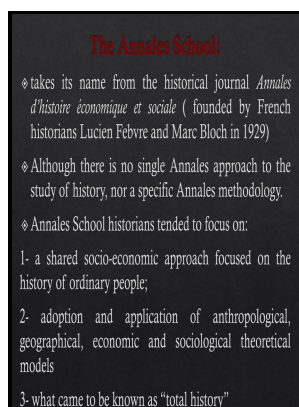 The Annales School:
takes its name from the historical journal Annales
d'histoire économique et sociale ( founded by French
historians Lucien Febvre and Marc Bloch in 1929)
Although there is no single Annales approach to the
study of history, nor a specific Annales methodology.
Annales School historians tended to focus on:
1- a shared socio-economic approach focused on the
history of ordinary people;
2- adoption and application of anthropological,
geographical, economic and sociological theoretical
models
3- what came to be known as “total history”